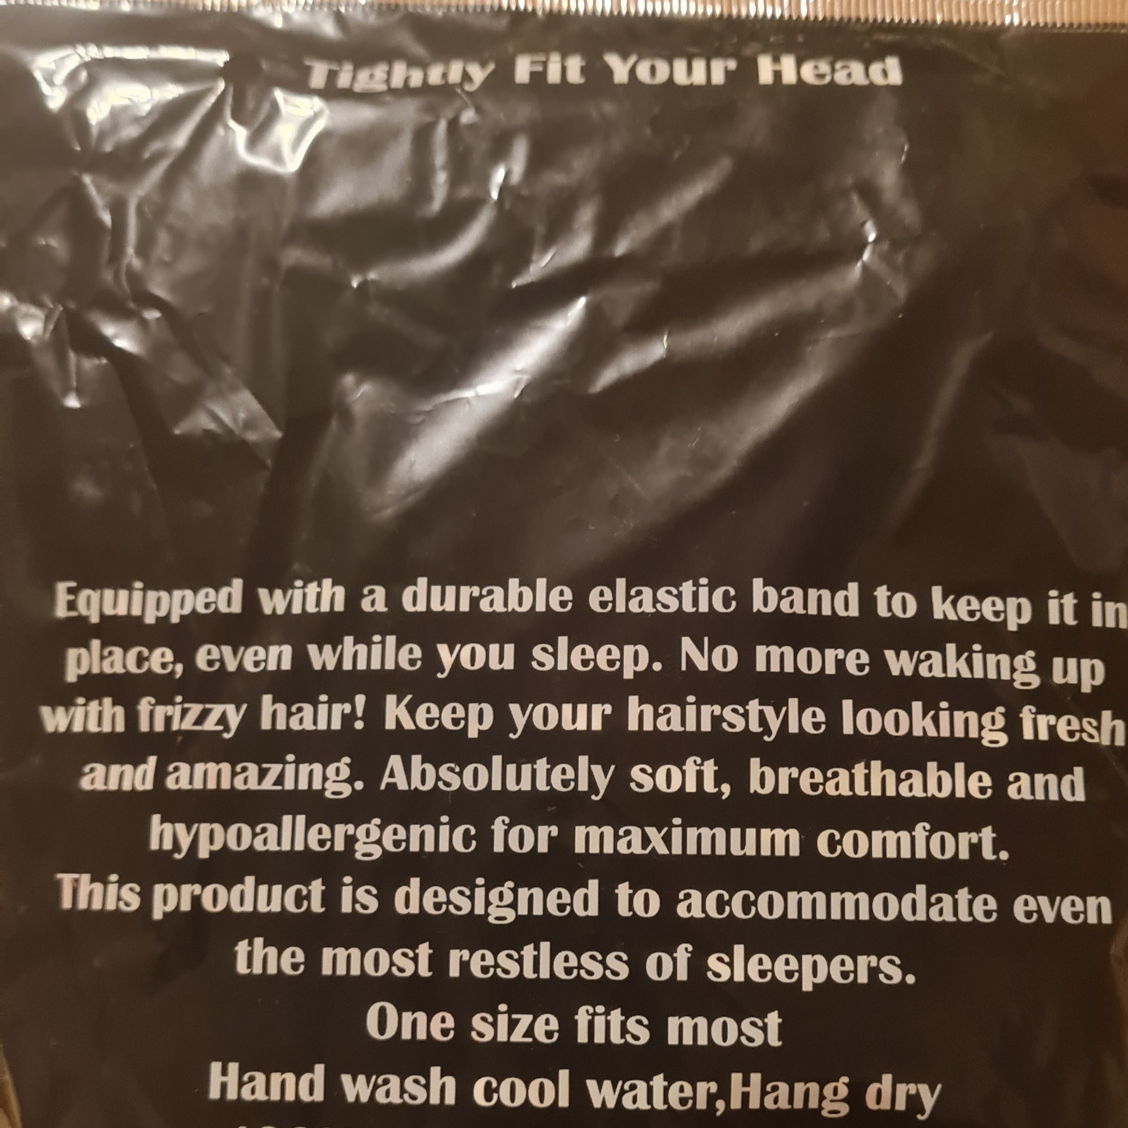 Tightly Fit Your Head
Equipped with a durable elastic band to keep it in
place, even while you sleep. No more waking up
with frizzy hair! Keep your hairstyle looking fresh
and amazing. Absolutely soft, breathable and
hypoallergenic for maximum comfort.
This product is designed to accommodate even
the most restless of sleepers.
One size fits most
Hand wash cool water,Hang dry